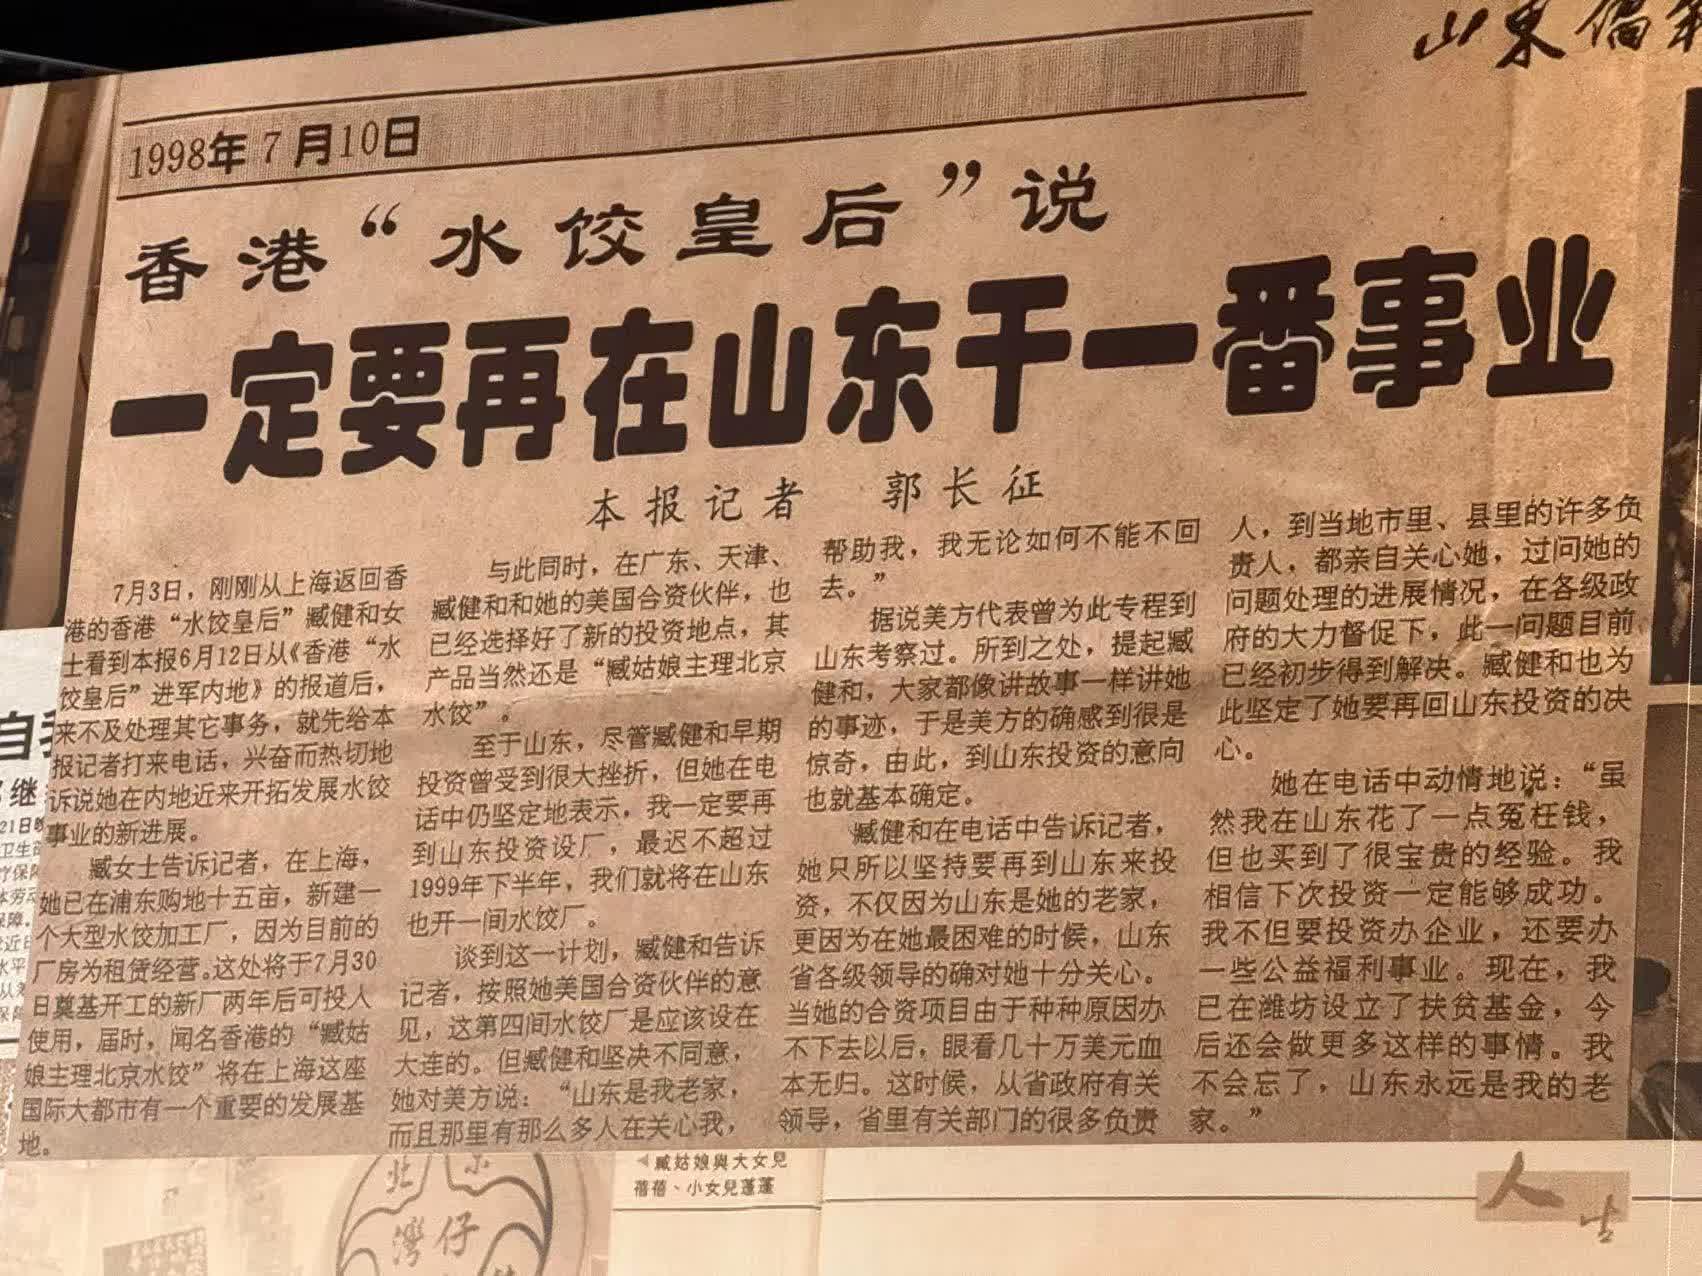 山东侨
1998年7月10日
香港“水饺皇后”说
一定要再在山东干一番事业
本报记者 郭长征
7月3日，刚刚从上海返回香
港的香港“水饺皇后”臧健和女
士看到本报6月12日从《香港“水
饺皇后”进军内地》的报道后，
来不及处理其它事务，就先给本
报记者打来电话，兴奋而热切地
诉说她在内地近来开拓发展水饺
事业的新进展。
臧女士告诉记者，在上海，
她已在浦东购地十五亩，新建一
个大型水饺加工厂，因为目前的
厂房为租赁经营。这处将于7月30
日奠基开工的新厂两年后可投入
使用，届时，闻名香港的“臧姑
娘主理北京水饺”将在上海这座
国际大都市有一个重要的发展基
地。
与此同时，在广东、天津、
臧健和和她的美国合资伙伴，也
已经选择好了新的投资地点，其
产品当然还是“臧姑娘主理北京
水饺”。
至于山东，尽管臧健和早期
投资曾受到很大挫折，但她在电
话中仍坚定地表示，我一定要再
到山东投资设厂，最迟不超过
1999年下半年，我们就将在山东
也开一间水饺厂。
谈到这一计划，臧健和告诉
记者，按照她美国合资伙伴的意
见，这第四间水饺厂是应该设在
大连的。但臧健和坚决不同意，
她对美方说：“山东是我老家，
而且那里有那么多人在关心我，
帮助我，我无论如何不能不回
去。”
据说美方代表曾为此专程到
山东考察过。所到之处，提起臧
健和，大家都像讲故事一样讲她
的事迹，于是美方的确感到很是
惊奇，由此，到山东投资的意向
也就基本确定。
臧健和在电话中告诉记者，
她只所以坚持要再到山东来投
资，不仅因为山东是她的老家，
更因为在她最困难的时候，山东
省各级领导的确对她十分关心。
当她的合资项目由于种种原因办
不下去以后，眼看几十万美元血
本无归。这时候，从省政府有关
领导，省里有关部门的很多负责
人，到当地市里、县里的许多负
责人，都亲自关心她，过问她的
问题处理的进展情况，在各级政
府的大力督促下，此一问题目前
已经初步得到解决。臧健和也为
此坚定了她要再回山东投资的决
心。
她在电话中动情地说：“虽
然我在山东花了一点冤枉钱，
但也买到了很宝贵的经验。我
相信下次投资一定能够成功。
我不但要投资办企业，还要办
一些公益福利事业。现在，我
已在潍坊设立了扶贫基金，今
后还会做更多这样的事情。我
不会忘了，山东永远是我的老
家。”
◀臧姑娘與大女兒
蓓蓓、小女兒蓬蓬
灣仔
人